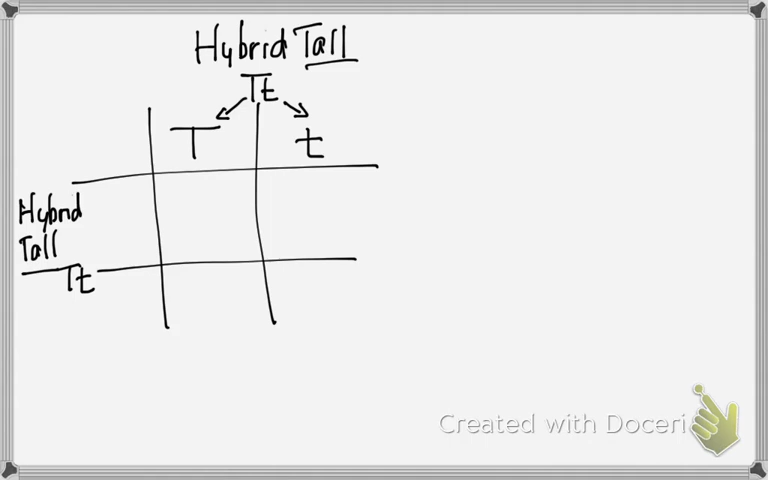 Hybrid Tall
Tt
T t
Hybrid
Tall
Tt
Created with Doceri